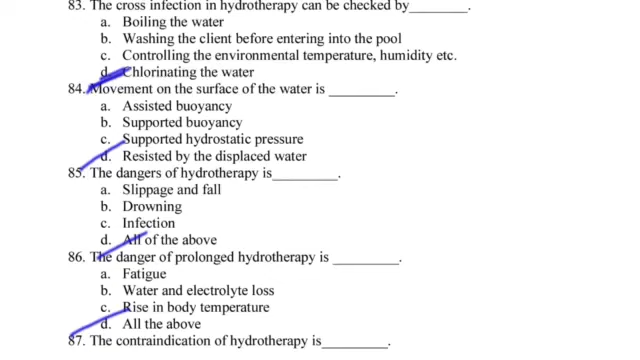 83. The cross infection in hydrotherapy can be checked by________.
a. Boiling the water
b. Washing the client before entering into the pool
c. Controlling the environmental temperature, humidity etc.
d. Chlorinating the water
84. Movement on the surface of the water is _________.
a. Assisted buoyancy
b. Supported buoyancy
c. Supported hydrostatic pressure
d. Resisted by the displaced water
85. The dangers of hydrotherapy is_________.
a. Slippage and fall
b. Drowning
c. Infection
d. All of the above
86. The danger of prolonged hydrotherapy is _________.
a. Fatigue
b. Water and electrolyte loss
c. Rise in body temperature
d. All the above
87. The contraindication of hydrotherapy is_________.